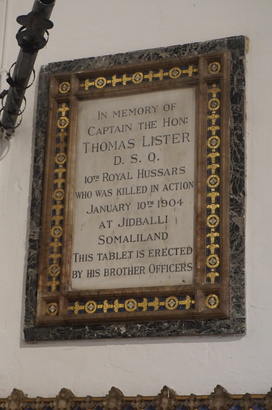 IN MEMORY OF
CAPTAIN THE HON:
THOMAS LISTER
D. S. O.
10TH ROYAL HUSSARS
WHO WAS KILLED IN ACTION
JANUARY 10TH 1904
AT JIDBALLI
SOMALILAND
THIS TABLET IS ERECTED
BY HIS BROTHER OFFICERS